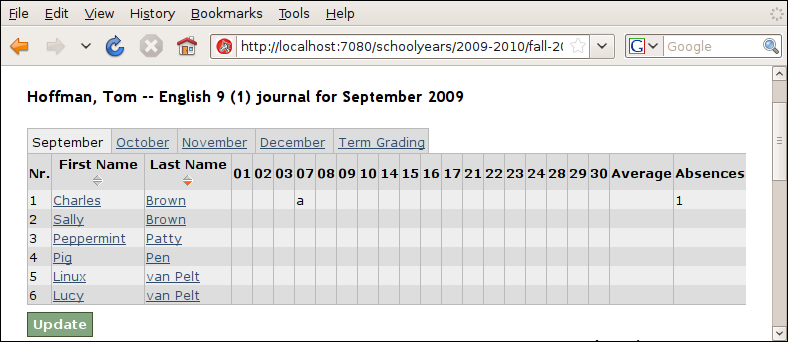 File Edit View History Bookmarks Tools Help
http://localhost:7080/schoolyears/2009-2010/fall-20 G Google
Hoffman, Tom -- English 9 (1) journal for September 2009
September October November December Term Grading
Nr. First Name Last Name 01 02 03 07 08 09 10 14 15 16 17 21 22 23 24 28 29 30 Average Absences
1 Charles Brown a 1
2 Sally Brown
3 Peppermint Patty
4 Pig Pen
5 Linux van Pelt
6 Lucy van Pelt
Update